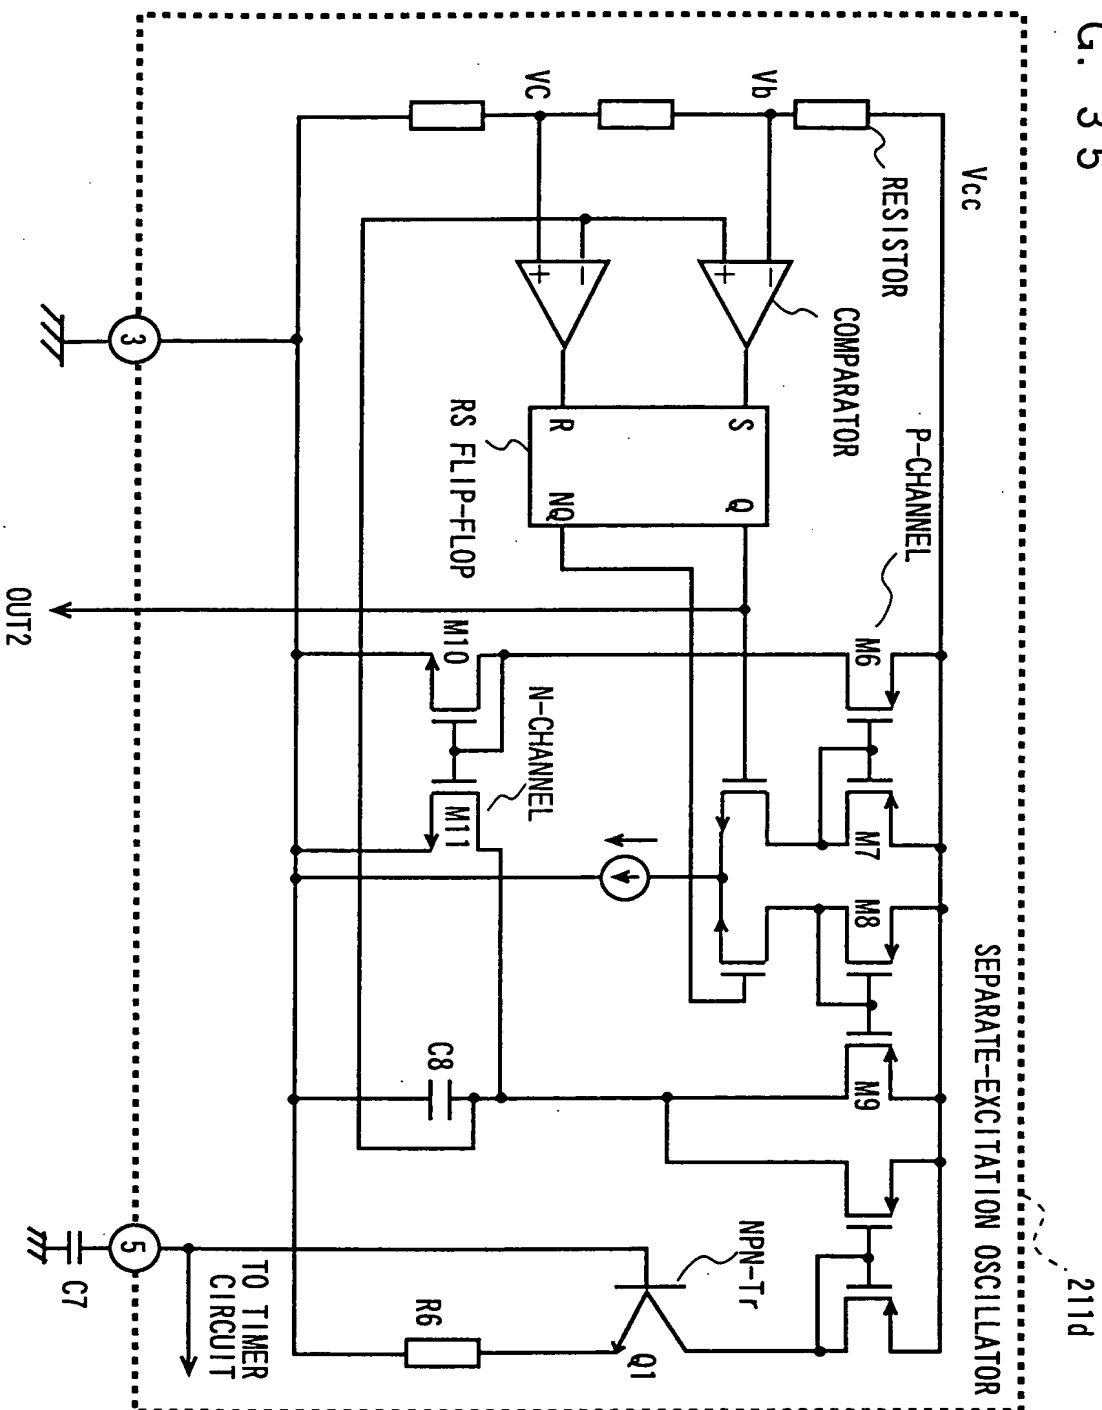 G. 35
211d
SEPARATE-EXCITATION OSCILLATOR
Vcc
P-CHANNEL
RESISTOR
COMPARATOR
Vb
VC
-
+
-
+
S
Q
R
NQ
RS FLIP-FLOP
M6
M7
M8
M9
M10
M11
N-CHANNEL
C8
NPN-Tr
Q1
R6
TO TIMER
CIRCUIT
3
5
C7
OUT2